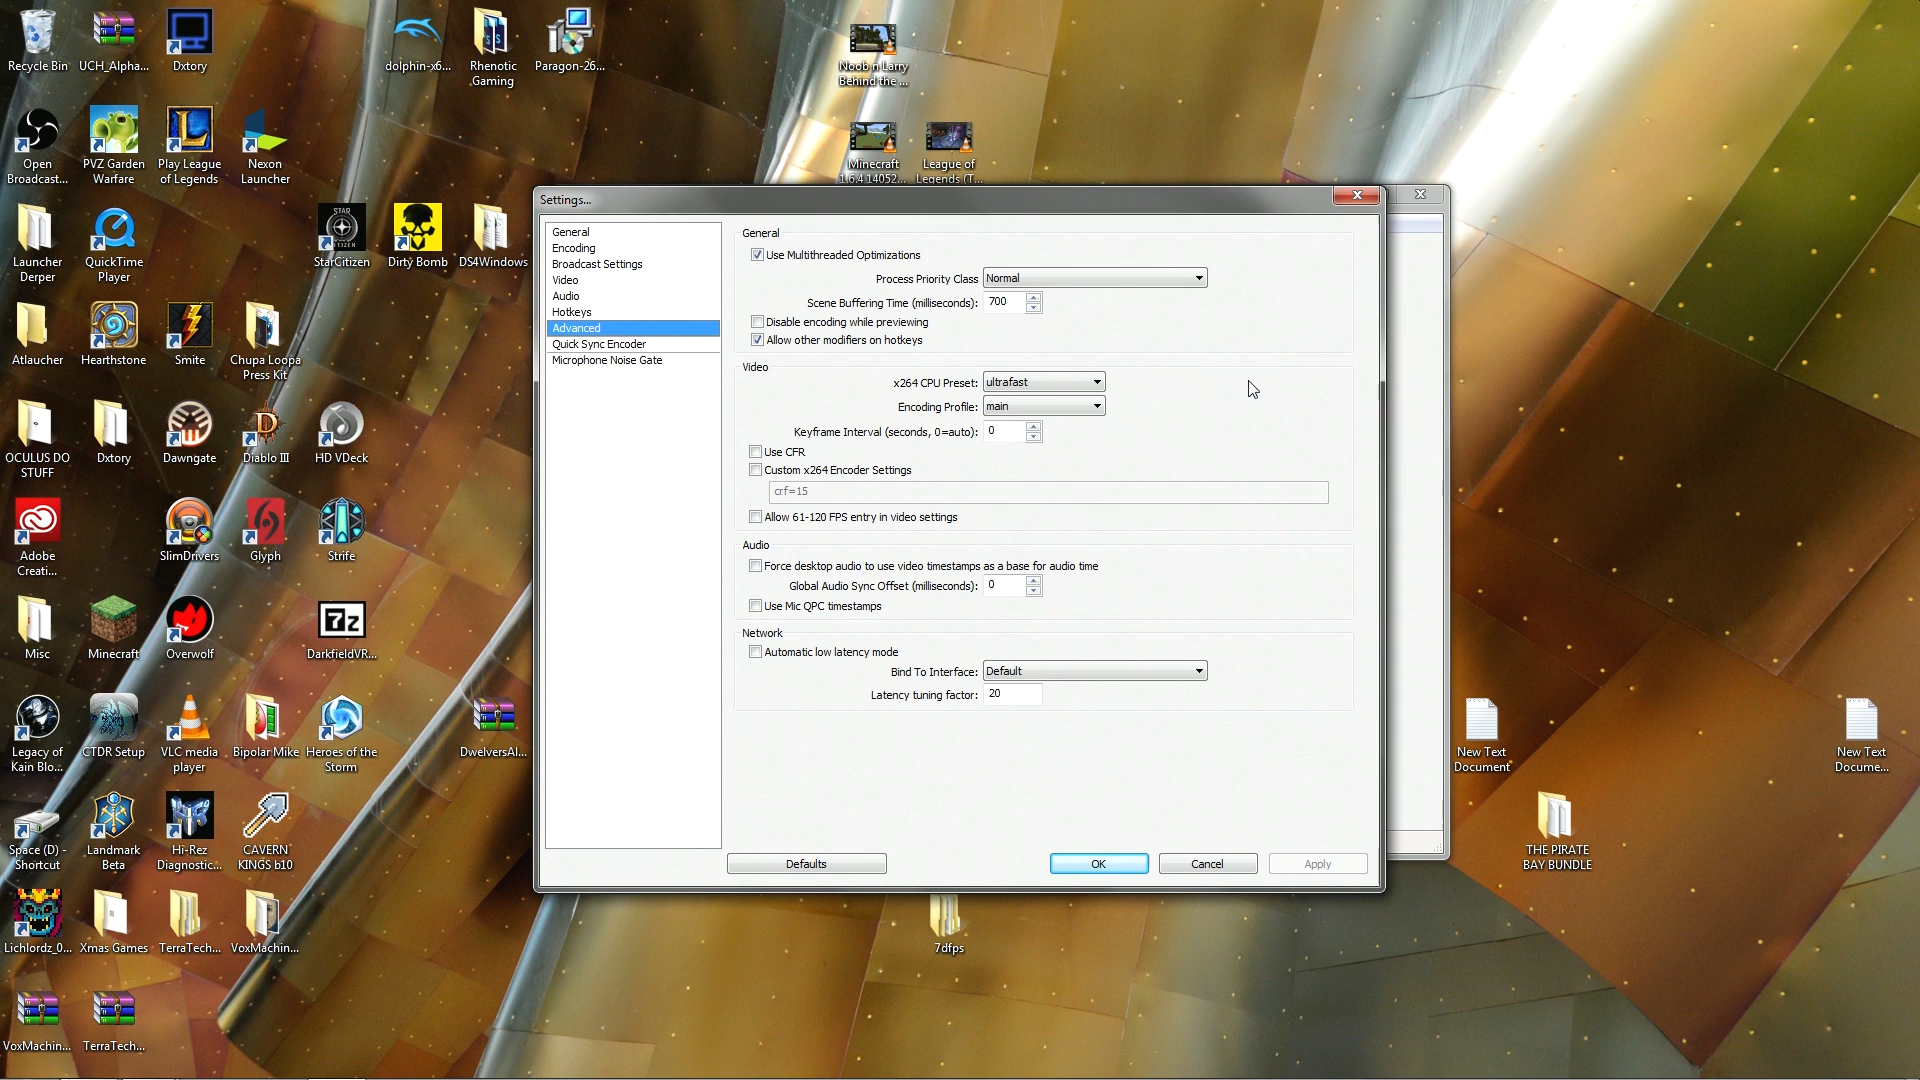 Recycle Bin
UCH_Alpha...
Dxtory
dolphin-x6...
Rhenotic
Gaming
Paragon-26...
Noob n Larry
Behind the ...
Open
Broadcast...
PVZ Garden
Warfare
Play League
of Legends
Nexon
Launcher
Minecraft
1.6.4 14052...
League of
Legends (T...
Launcher
Derper
QuickTime
Player
StarCitizen
Dirty Bomb
DS4Windows
Atlaucher
Hearthstone
Smite
Chupa Loopa
Press Kit
OCULUS DO
STUFF
Dxtory
Dawngate
Diablo III
HD VDeck
Adobe
Creati...
SlimDrivers
Glyph
Strife
Misc
Minecraft
Overwolf
DarkfieldVR...
Legacy of
Kain Blo...
CTDR Setup
VLC media
player
Bipolar Mike
Heroes of the
Storm
DwelversAl...
Space (D) -
Shortcut
Landmark
Beta
Hi-Rez
Diagnostic...
CAVERN
KINGS b10
Lichlordz_0...
Xmas Games
TerraTech...
VoxMachin...
VoxMachin...
TerraTech...
7dfps
New Text
Document
New Text
Docume...
THE PIRATE
BAY BUNDLE
STAR
CITIZEN
7z
Settings...
General
Encoding
Broadcast Settings
Video
Audio
Hotkeys
Advanced
Quick Sync Encoder
Microphone Noise Gate
General
Use Multithreaded Optimizations
Process Priority Class Normal
Scene Buffering Time (milliseconds): 700
Disable encoding while previewing
Allow other modifiers on hotkeys
Video
x264 CPU Preset: ultrafast
Encoding Profile: main
Keyframe Interval (seconds, 0=auto): 0
Use CFR
Custom x264 Encoder Settings
crf=15
Allow 61-120 FPS entry in video settings
Audio
Force desktop audio to use video timestamps as a base for audio time
Global Audio Sync Offset (milliseconds): 0
Use Mic QPC timestamps
Network
Automatic low latency mode
Bind To Interface: Default
Latency tuning factor: 20
Defaults
OK
Cancel
Apply